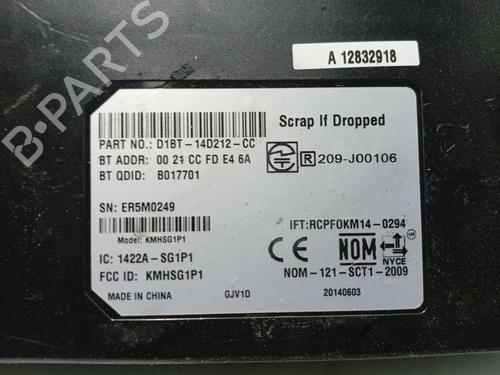 B-PARTS
A 12832918
Scrap If Dropped
PART NO.: D1BT-14D212-CC
BT ADDR: 00 21 CC FD E4 6A
BT QDID: B017701
R 209-J00106
SN: ER5M0249
Model: KMHSG1P1
IFT:RCPFOKM14-0294
IC: 1422A-SG1P1
FCC ID: KMHSG1P1
CE
NOM
NYCE
NOM-121-SCT1-2009
MADE IN CHINA
GJV1D
20140603